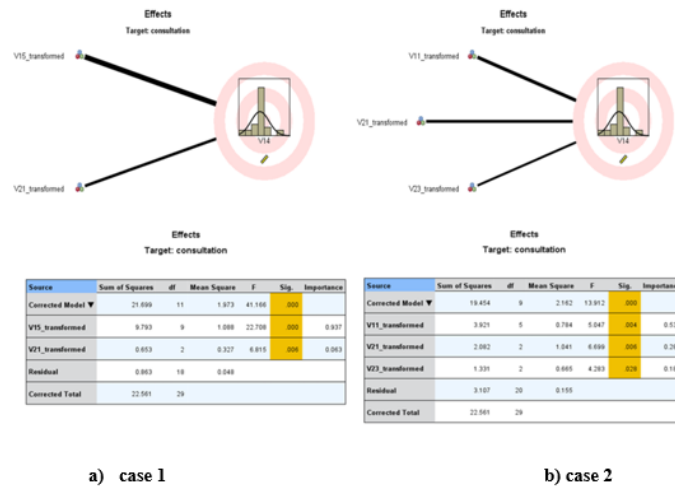 Effects
Target: consultation
V15_transformed
V21_transformed
V14
Effects
Target: consultation
Source Sum of Squares df Mean Square F Sig. Importance
Corrected Model ▼ 21.699 11 1.973 41.166 .000
V15_transformed 9.793 9 1.088 22.708 .000 0.937
V21_transformed 0.653 2 0.327 6.815 .006 0.063
Residual 0.863 18 0.048
Corrected Total 22.561 29
a) case 1
Effects
Target: consultation
V11_transformed
V21_transformed
V23_transformed
V14
Effects
Target: consultation
Source Sum of Squares df Mean Square F Sig.
Corrected Model ▼ 19.454 9 2.162 13.912 .000
V11_transformed 3.921 5 0.784 5.047 .004
V21_transformed 2.082 2 1.041 6.699 .006
V23_transformed 1.331 2 0.665 4.283 .028
Residual 3.107 20 0.155
Corrected Total 22.561 29
b) case 2